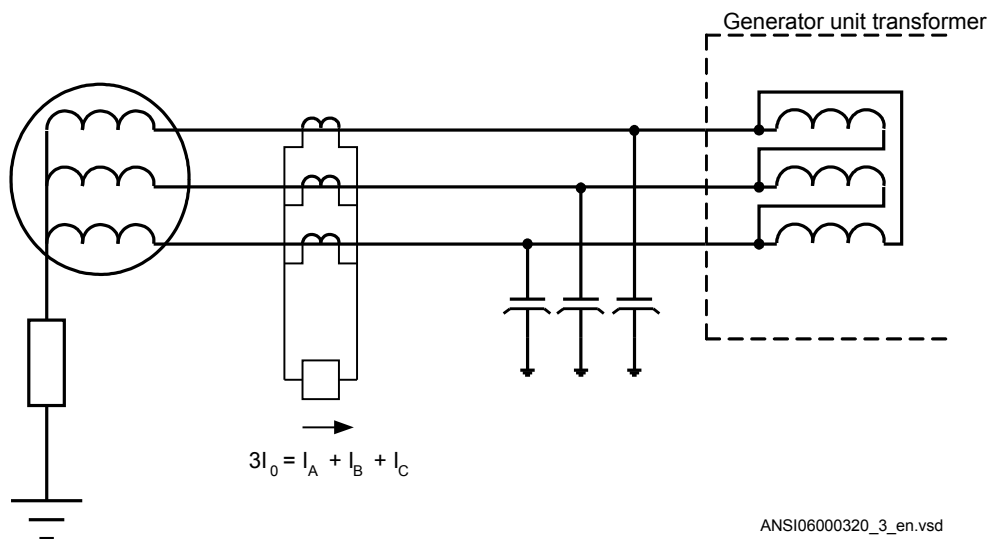 Generator unit transformer
3I0 = IA + IB + IC
ANSI06000320_3_en.vsd